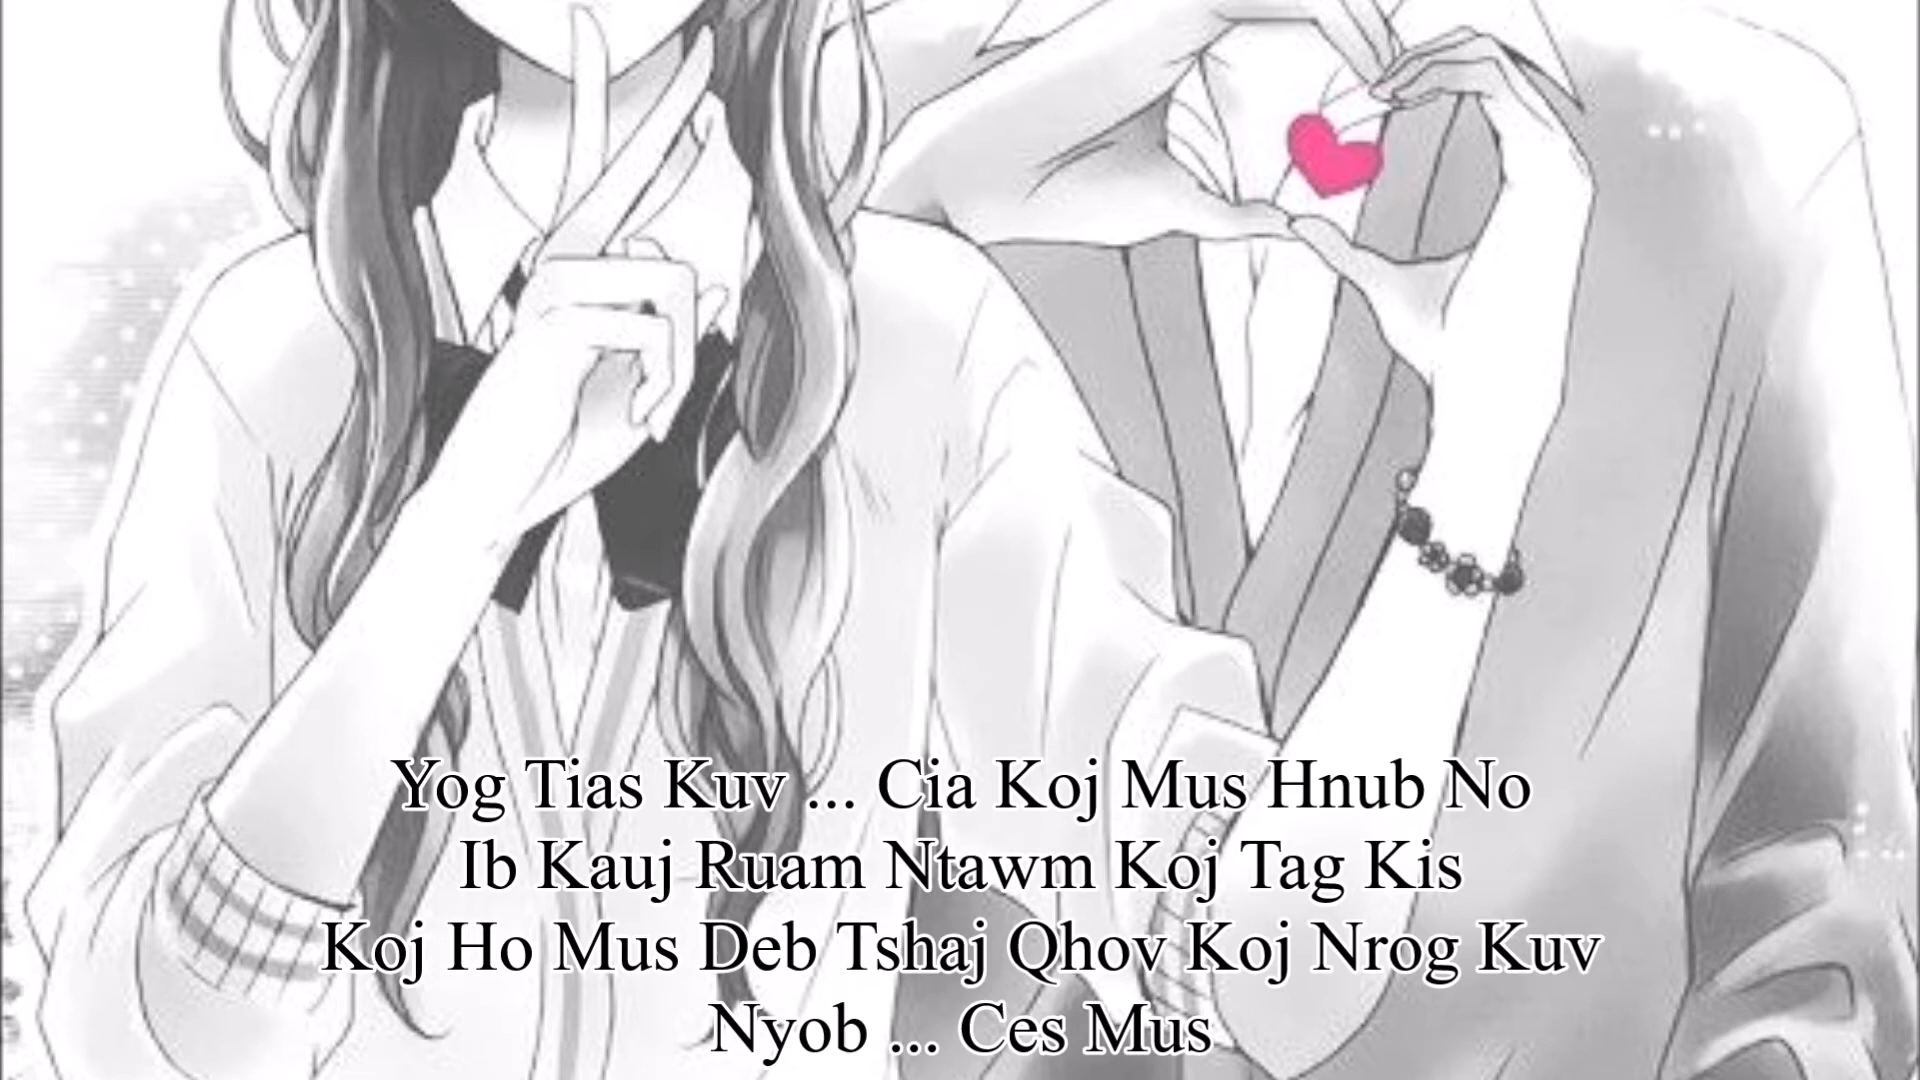 Yog Tias Kuv ... Cia Koj Mus Hnub No
Ib Kauj Ruam Ntawm Koj Tag Kis
Koj Ho Mus Deb Tshaj Qhov Koj Nrog Kuv
Nyob ... Ces Mus